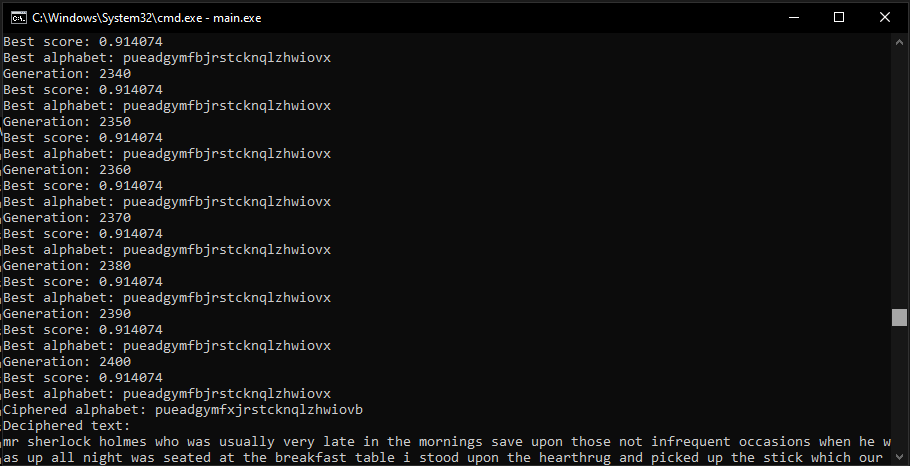 C:\Windows\System32\cmd.exe - main.exe
Best score: 0.914074
Best alphabet: pueadgymfbjrstcknqlzhwiovx
Generation: 2340
Best score: 0.914074
Best alphabet: pueadgymfbjrstcknqlzhwiovx
Generation: 2350
Best score: 0.914074
Best alphabet: pueadgymfbjrstcknqlzhwiovx
Generation: 2360
Best score: 0.914074
Best alphabet: pueadgymfbjrstcknqlzhwiovx
Generation: 2370
Best score: 0.914074
Best alphabet: pueadgymfbjrstcknqlzhwiovx
Generation: 2380
Best score: 0.914074
Best alphabet: pueadgymfbjrstcknqlzhwiovx
Generation: 2390
Best score: 0.914074
Best alphabet: pueadgymfbjrstcknqlzhwiovx
Generation: 2400
Best score: 0.914074
Best alphabet: pueadgymfbjrstcknqlzhwiovx
Ciphered alphabet: pueadgymfxjrstcknqlzhwiovb
Deciphered text:
mr sherlock holmes who was usually very late in the mornings save upon those not infrequent occasions when he w
as up all night was seated at the breakfast table i stood upon the hearthrug and picked up the stick which our